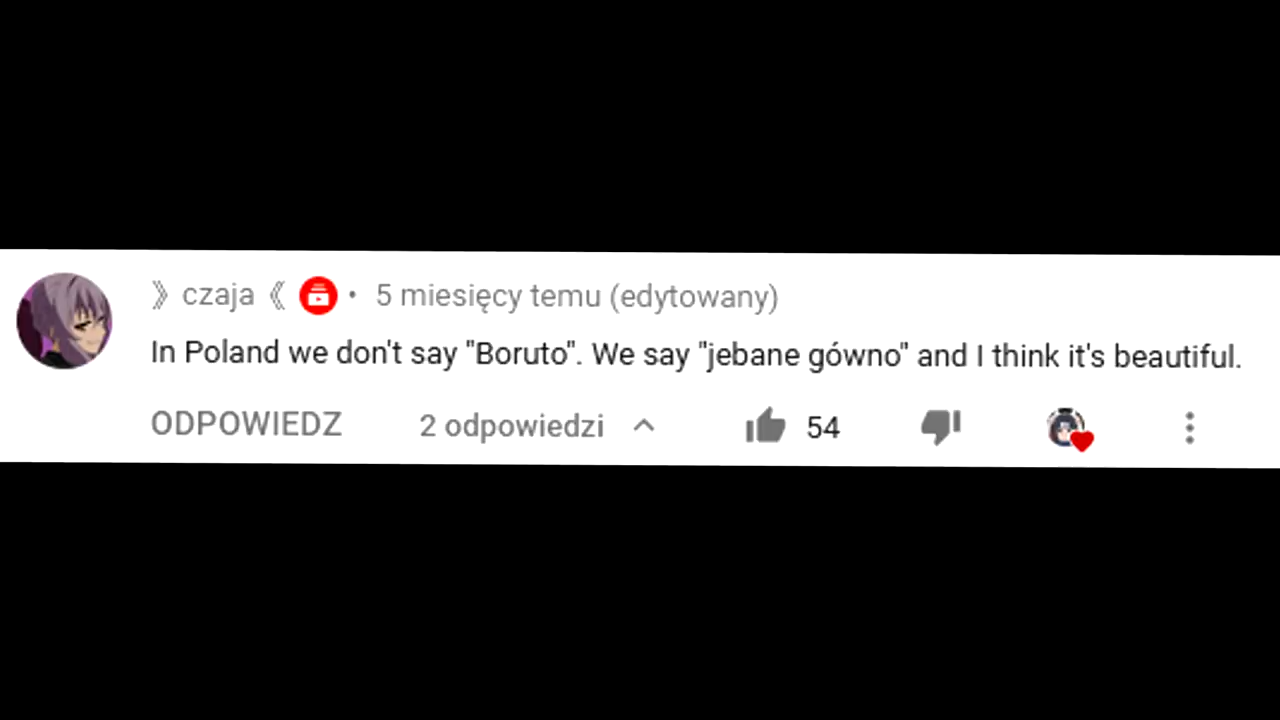 》 czaja 《 • 5 miesięcy temu (edytowany)
In Poland we don't say "Boruto". We say "jebane gówno" and I think it's beautiful.
ODPOWIEDZ 2 odpowiedzi 54